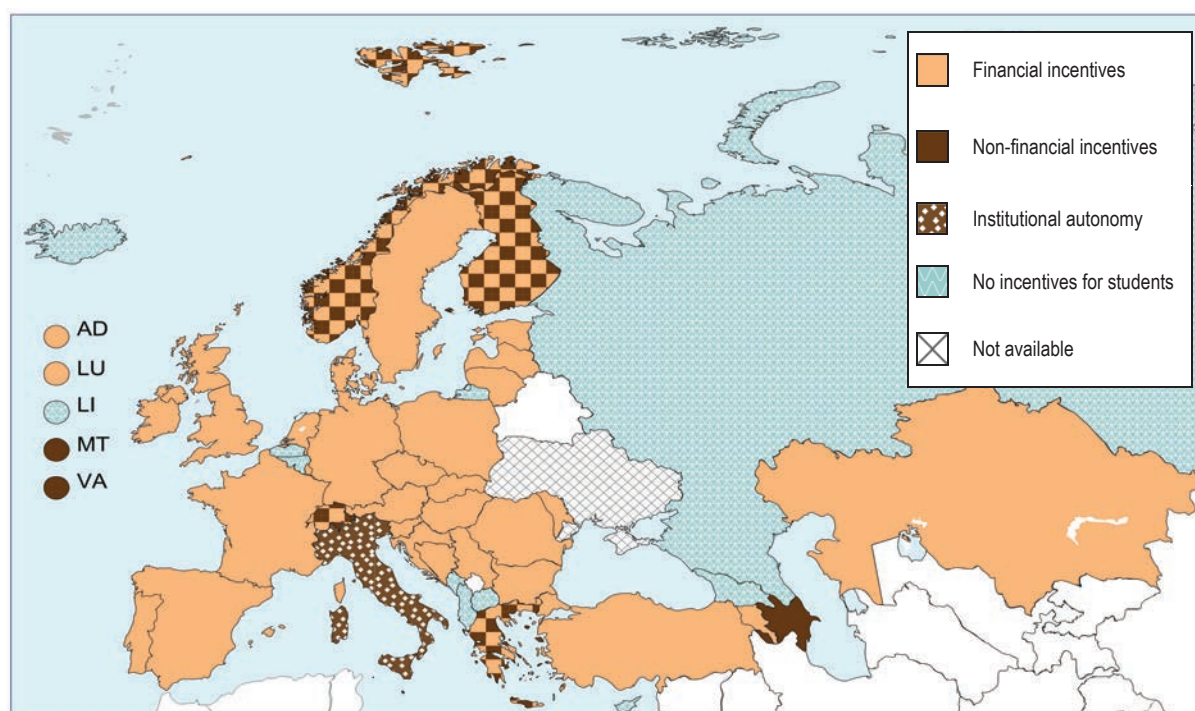 Financial incentives
Non-financial incentives
Institutional autonomy
No incentives for students
Not available
AD
LU
LI
MT
VA